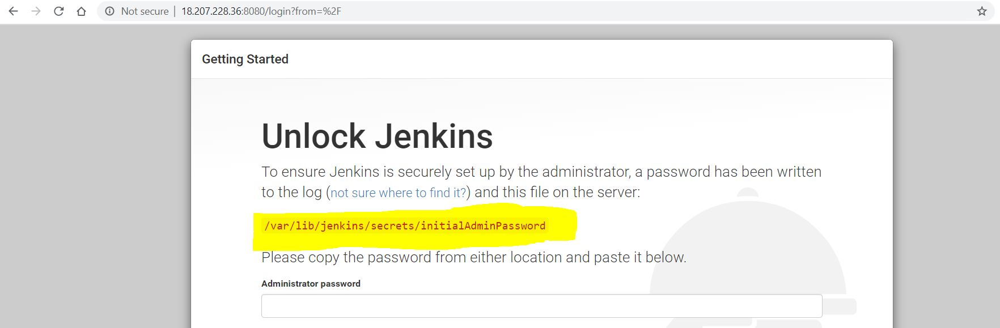 Not secure | 18.207.228.36:8080/login?from=%2F
Getting Started
Unlock Jenkins
To ensure Jenkins is securely set up by the administrator, a password has been written
to the log (not sure where to find it?) and this file on the server:
/var/lib/jenkins/secrets/initialAdminPassword
Please copy the password from either location and paste it below.
Administrator password